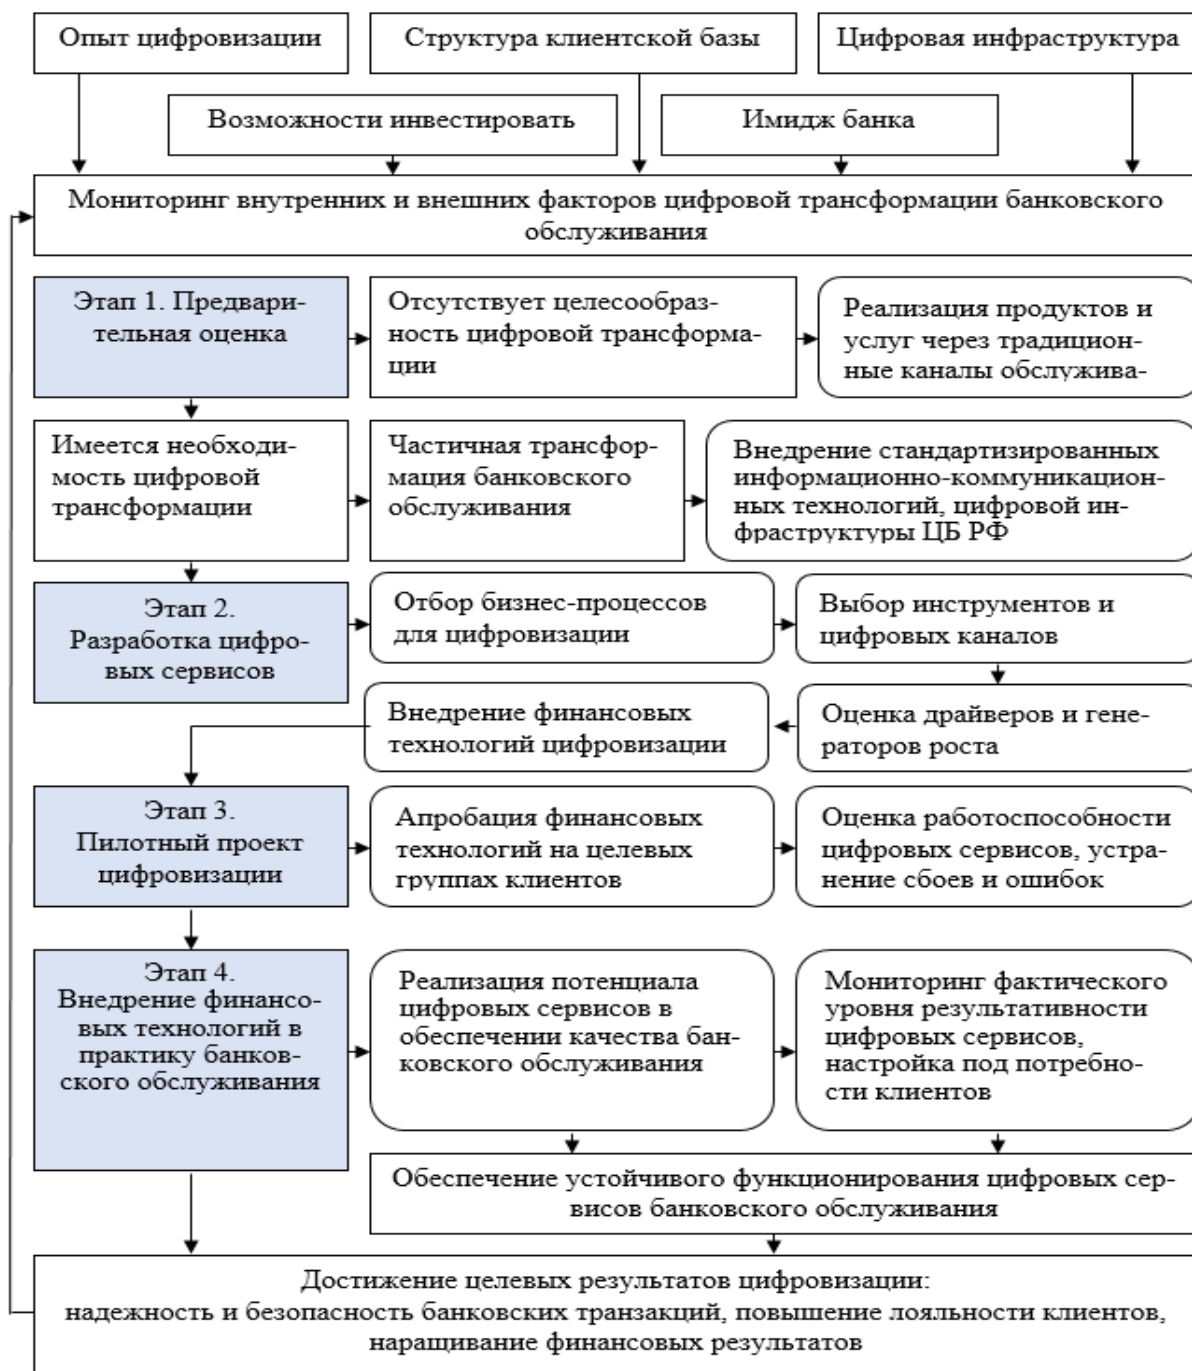 Опыт цифровизации
Структура клиентской базы
Цифровая инфраструктура
Возможности инвестировать
Имидж банка
Мониторинг внутренних и внешних факторов цифровой трансформации банковского
обслуживания
Этап 1. Предвари-
тельная оценка
Отсутствует целесообраз-
ность цифровой трансформа-
ции
Реализация продуктов и
услуг через традицион-
ные каналы обслужива-
Имеется необходи-
мость цифровой
трансформации
Частичная трансфор-
мация банковского
обслуживания
Внедрение стандартизированных
информационно-коммуникацион-
ных технологий, цифровой ин-
фраструктуры ЦБ РФ
Этап 2.
Разработка цифро-
вых сервисов
Отбор бизнес-процессов
для цифровизации
Выбор инструментов и
цифровых каналов
Внедрение финансовых
технологий цифровизации
Оценка драйверов и гене-
раторов роста
Этап 3.
Пилотный проект
цифровизации
Апробация финансовых
технологий на целевых
группах клиентов
Оценка работоспособности
цифровых сервисов, устра-
нение сбоев и ошибок
Этап 4.
Внедрение финансо-
вых технологий в
практику банков-
ского обслуживания
Реализация потенциала
цифровых сервисов в
обеспечении качества бан-
ковского обслуживания
Мониторинг фактического
уровня результативности
цифровых сервисов,
настройка под потребно-
сти клиентов
Обеспечение устойчивого функционирования цифровых сер-
висов банковского обслуживания
Достижение целевых результатов цифровизации:
надежность и безопасность банковских транзакций, повышение лояльности клиентов,
наращивание финансовых результатов